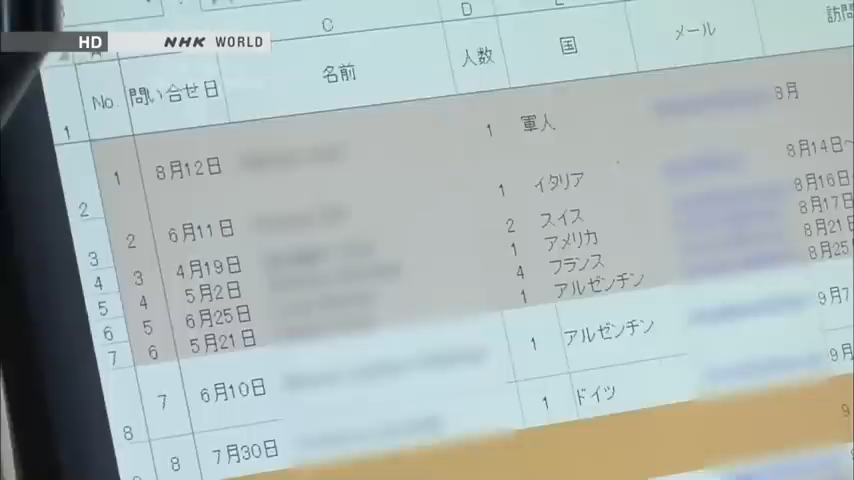 HD NHK WORLD
C D
No. 問い合せ日 名前 人数 国 メール 訪問
1
1 8月12日 1 軍人 8月
2
2 6月11日 1 イタリア 8月14日~
3
3 4月19日 2 スイス 8月16日
4
4 5月2日 1 アメリカ 8月17日
5
5 6月25日 4 フランス 8月21日
6
6 5月21日 1 アルゼンチン 8月25
7
7 6月10日 1 アルゼンチン 9月7
8
8 7月30日 1 ドイツ 9月
9